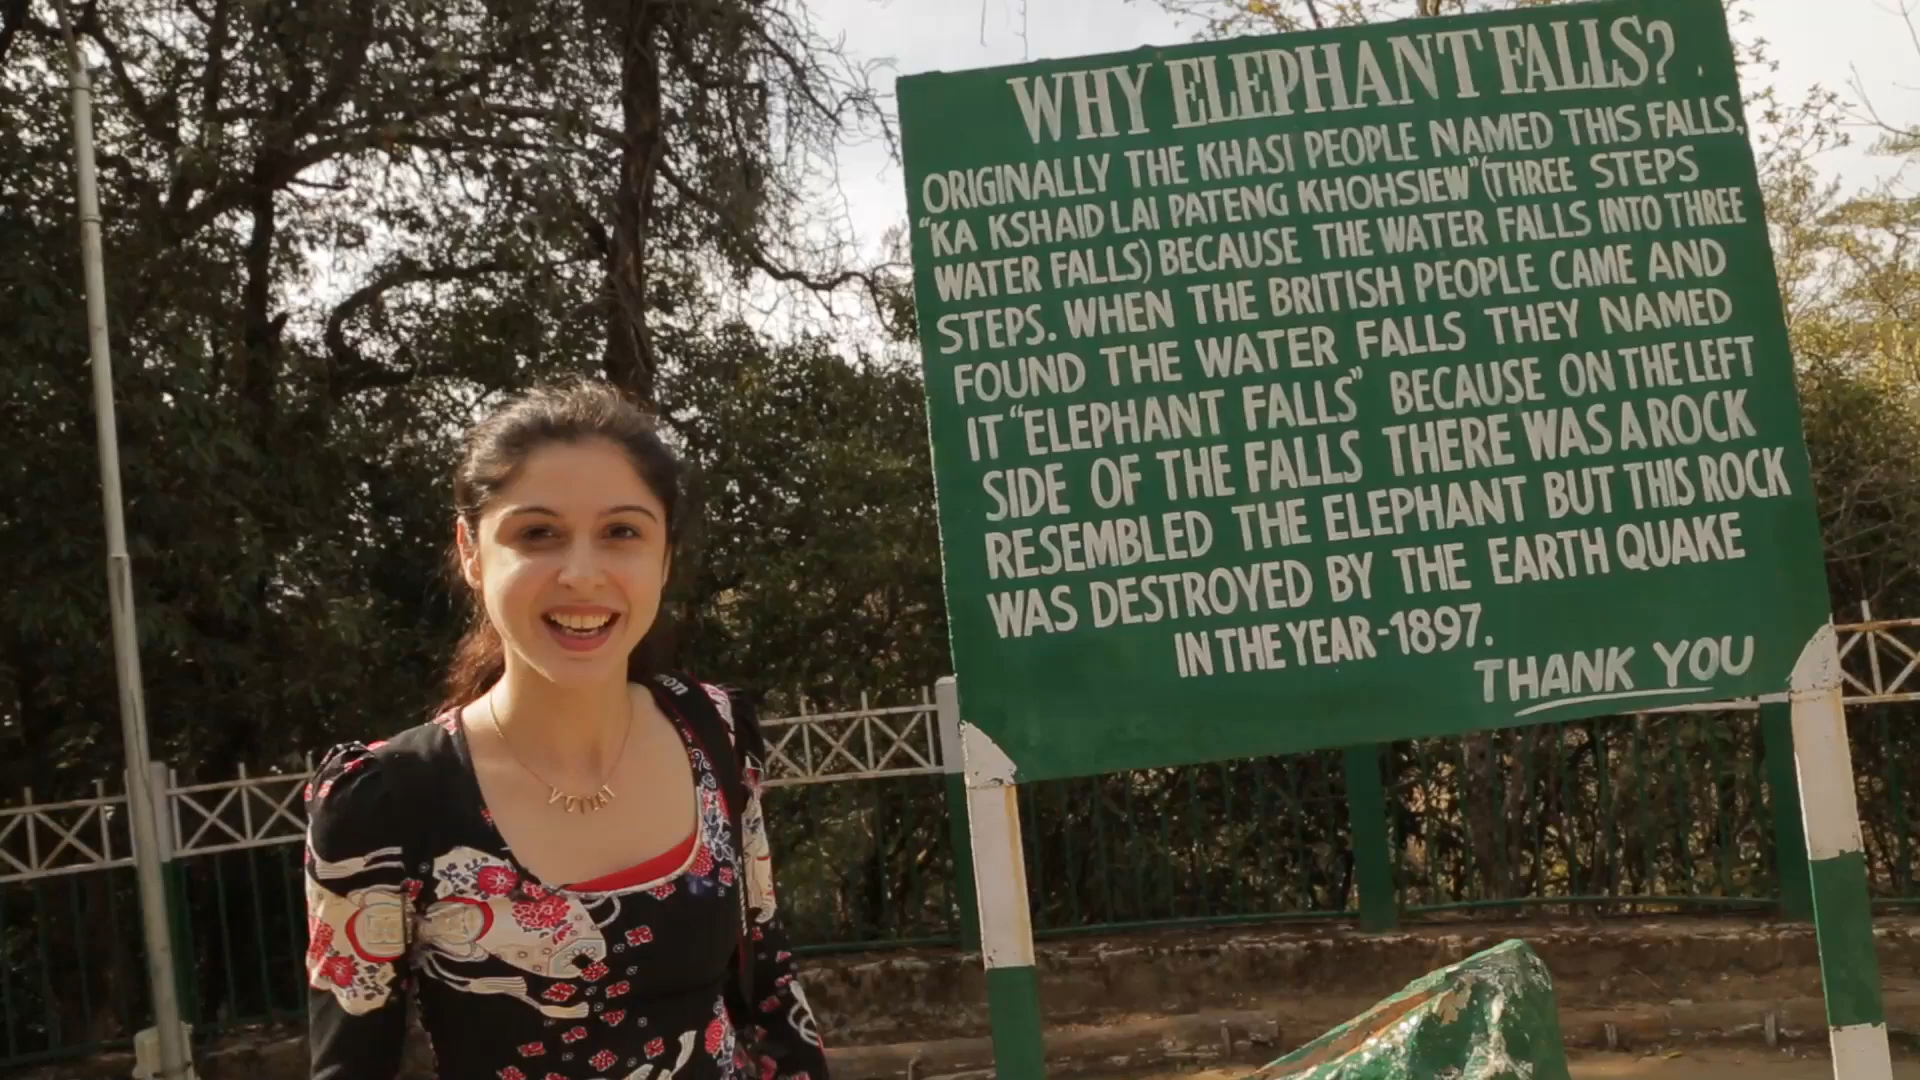 WHY ELEPHANT FALLS?
ORIGINALLY THE KHASI PEOPLE NAMED THIS FALLS,
"KA KSHAID LAI PATENG KHOHSIEW" (THREE STEPS
WATER FALLS) BECAUSE THE WATER FALLS INTO THREE
STEPS. WHEN THE BRITISH PEOPLE CAME AND
FOUND THE WATER FALLS THEY NAMED
IT "ELEPHANT FALLS" BECAUSE ON THE LEFT
SIDE OF THE FALLS THERE WAS A ROCK
RESEMBLED THE ELEPHANT BUT THIS ROCK
WAS DESTROYED BY THE EARTH QUAKE
IN THE YEAR-1897.
THANK YOU